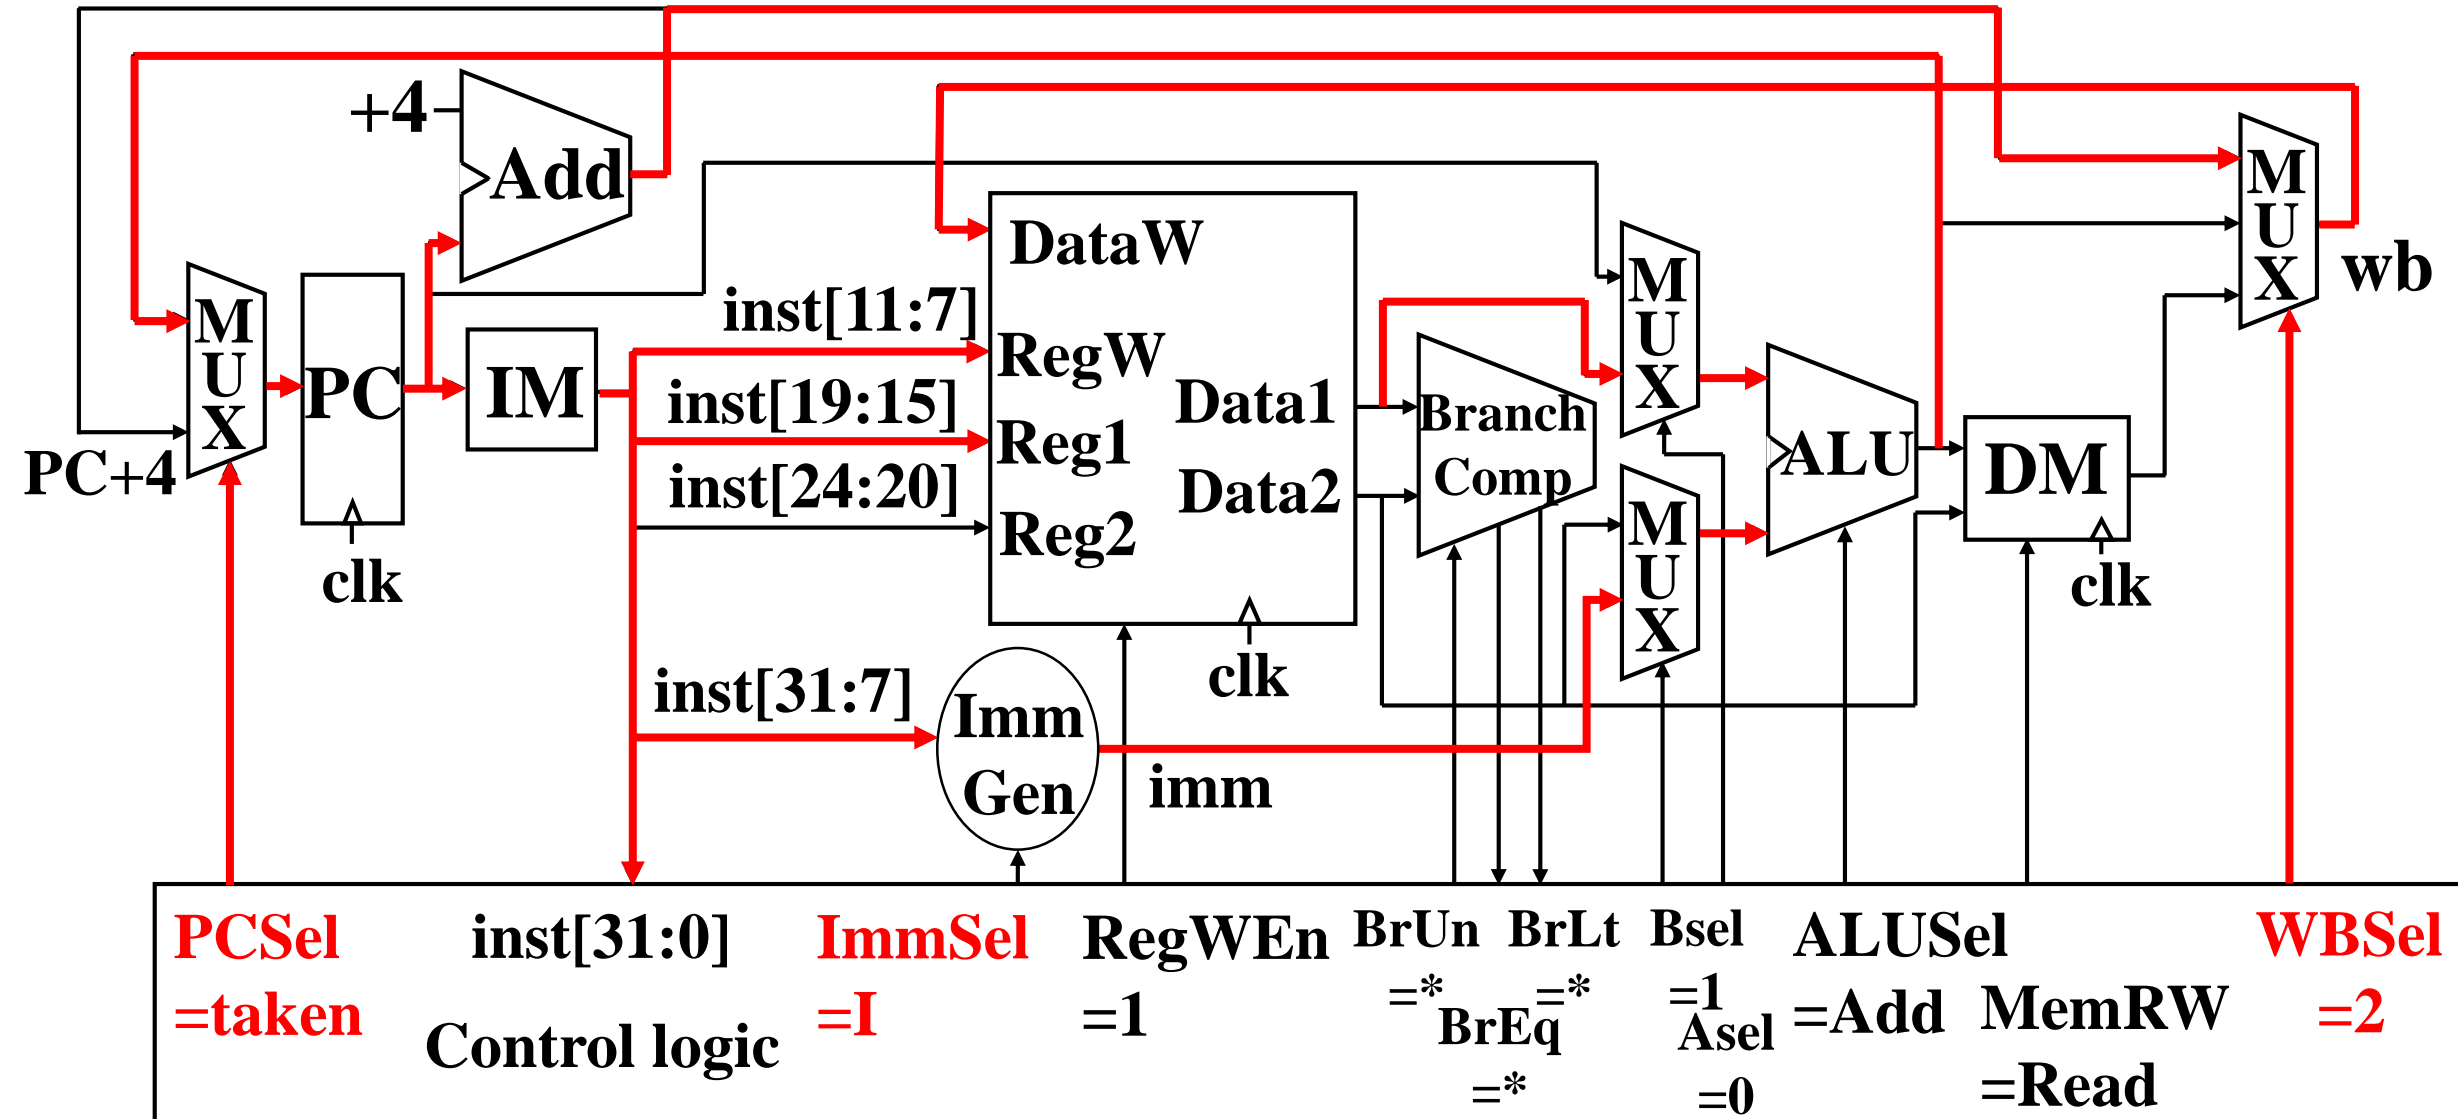 +4
Add
M
U
X
PC
IM
PC+4
clk
inst[11:7]
inst[19:15]
inst[24:20]
inst[31:7]
DataW
RegW
Reg1
Reg2
Data1
Data2
clk
Imm
Gen
imm
Branch
Comp
M
U
X
M
U
X
ALU
DM
clk
M
U
X
wb
PCSel
=taken
inst[31:0]
Control logic
ImmSel
=I
RegWEn
=1
BrUn
=*
BrEq
=*
BrLt
=*
Bsel
=1
Asel
=0
ALUSel
=Add
MemRW
=Read
WBSel
=2